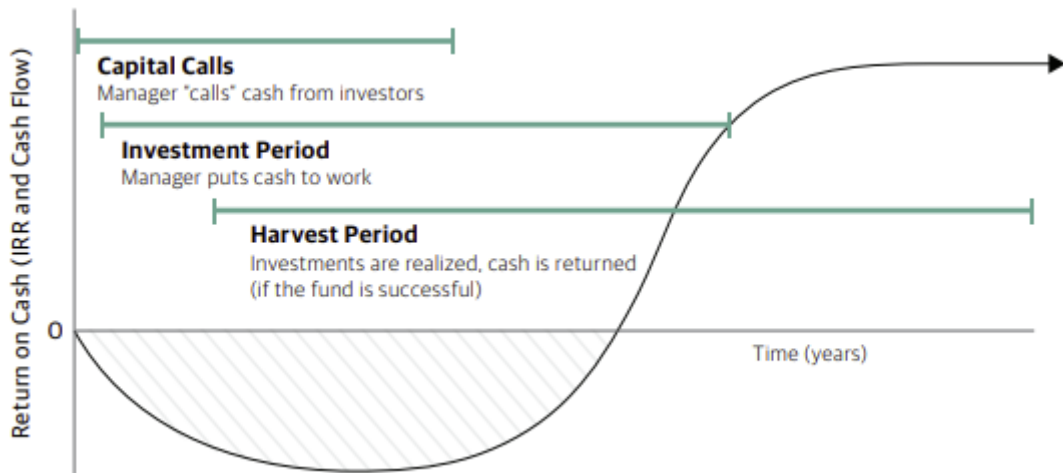 Return on Cash (IRR and Cash Flow)
Capital Calls
Manager "calls" cash from investors
Investment Period
Manager puts cash to work
Harvest Period
Investments are realized, cash is returned
(if the fund is successful)
0
Time (years)